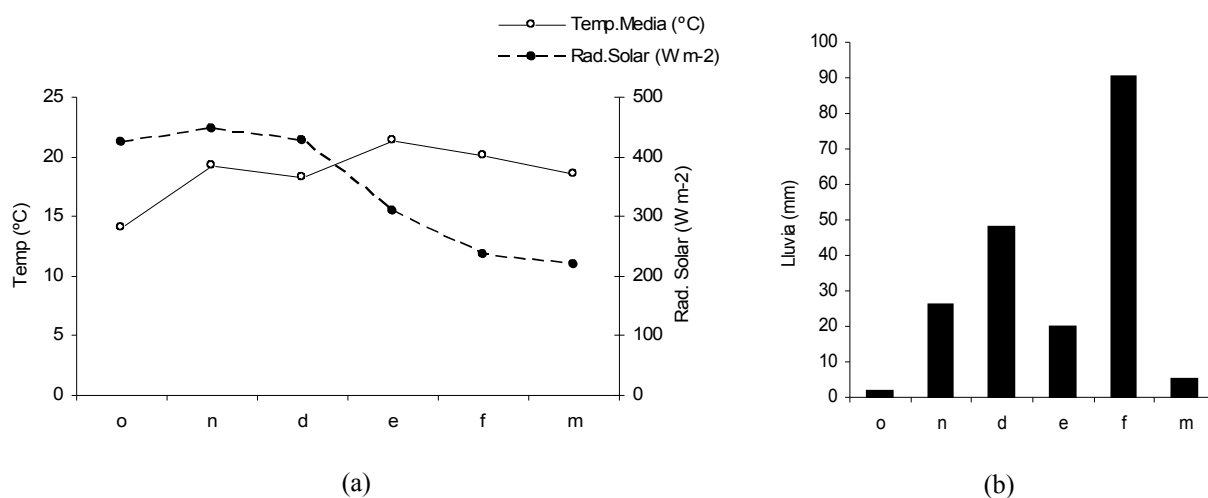 Temp.Media (ºC)
Rad.Solar (W m-2)
25
20
15
10
5
0
Temp (ºC)
500
400
300
200
100
0
Rad. Solar (W m-2)
o n d e f m
(a)
100
90
80
70
60
50
40
30
20
10
0
Lluvia (mm)
o n d e f m
(b)